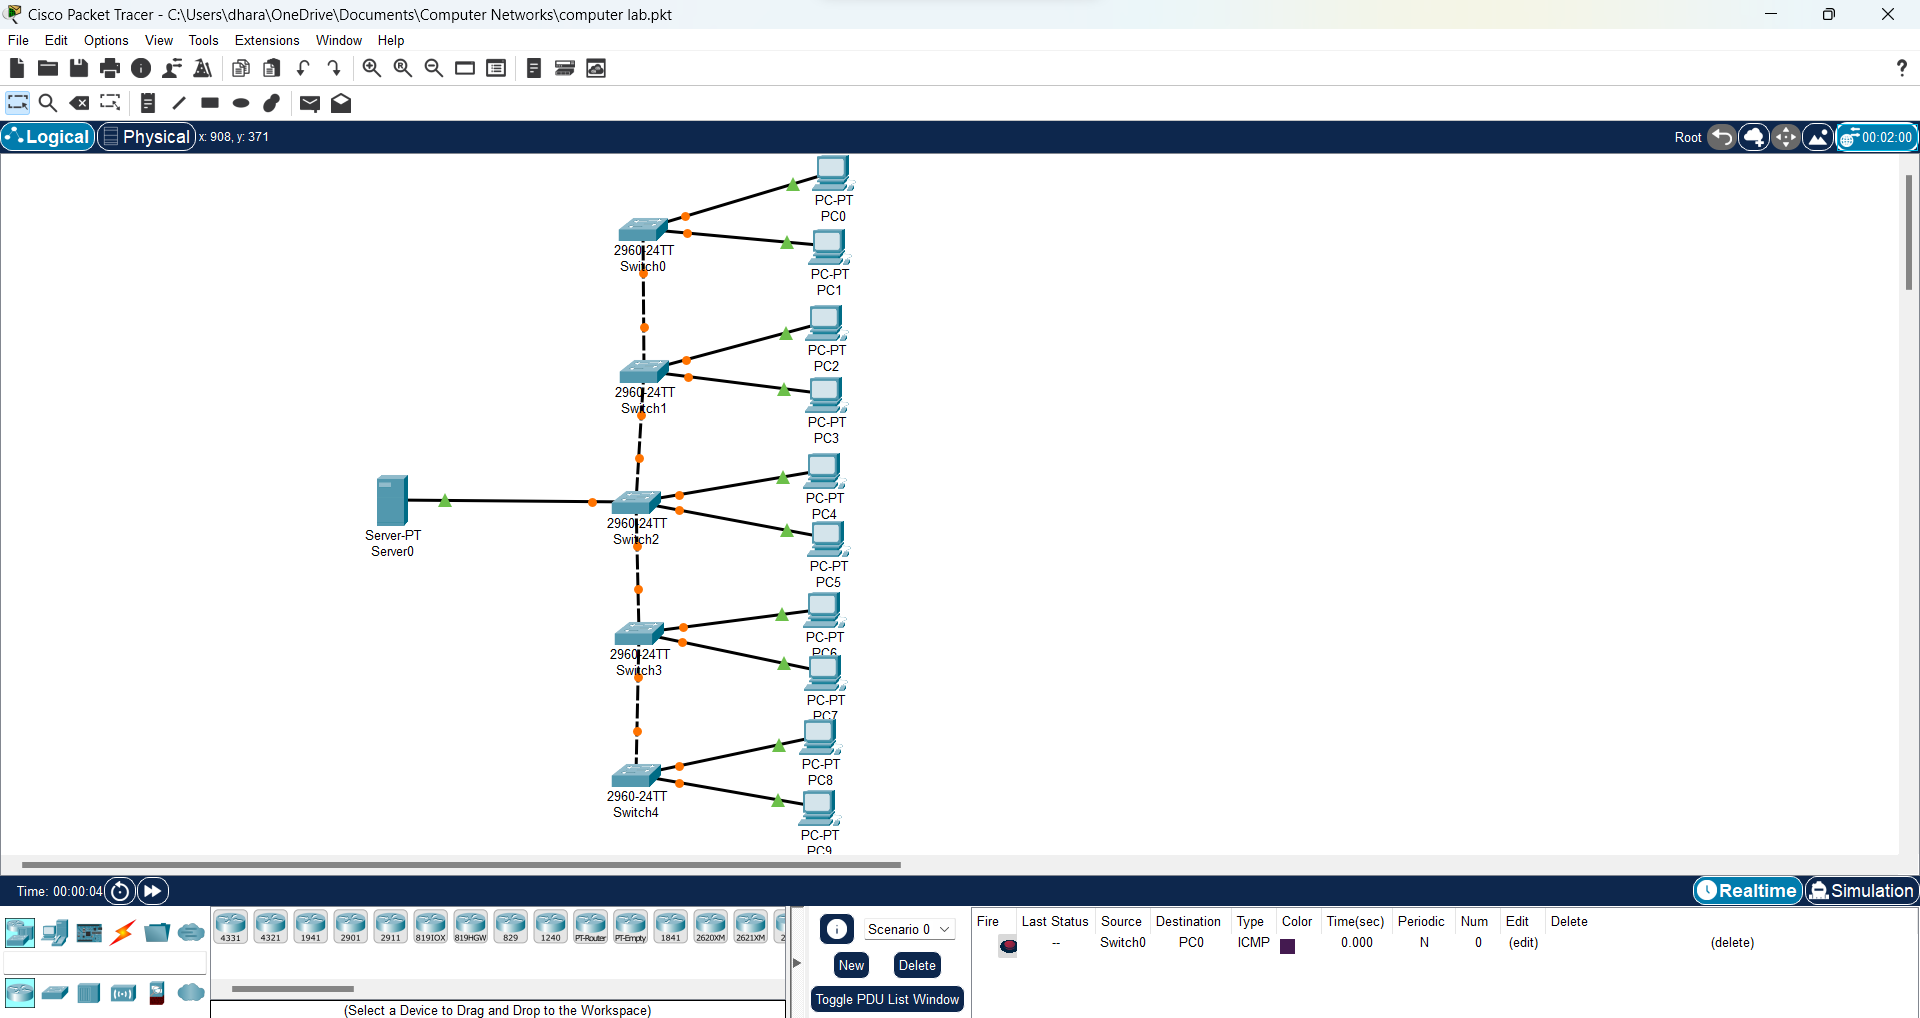 Cisco Packet Tracer - C:\Users\dhara\OneDrive\Documents\Computer Networks\computer lab.pkt
File Edit Options View Tools Extensions Window Help
Logical Physical x: 908, y: 371 Root 00:02:00
PC-PT
PC0
2960-24TT
Switch0
PC-PT
PC1
PC-PT
PC2
2960-24TT
Switch1
PC-PT
PC3
PC-PT
PC4
Server-PT
Server0
2960-24TT
Switch2
PC-PT
PC5
PC-PT
PC6
2960-24TT
Switch3
PC-PT
PC7
PC-PT
PC8
2960-24TT
Switch4
PC-PT
PC9
Time: 00:00:04 Realtime Simulation
4331 4321 1941 2901 2911 819IOX 819HGW 829 1240 PT-Router PT-Empty 1841 2620XM 2621XM 2
(Select a Device to Drag and Drop to the Workspace)
Scenario 0
New Delete
Toggle PDU List Window
Fire Last Status Source Destination Type Color Time(sec) Periodic Num Edit Delete
-- Switch0 PC0 ICMP 0.000 N 0 (edit) (delete)